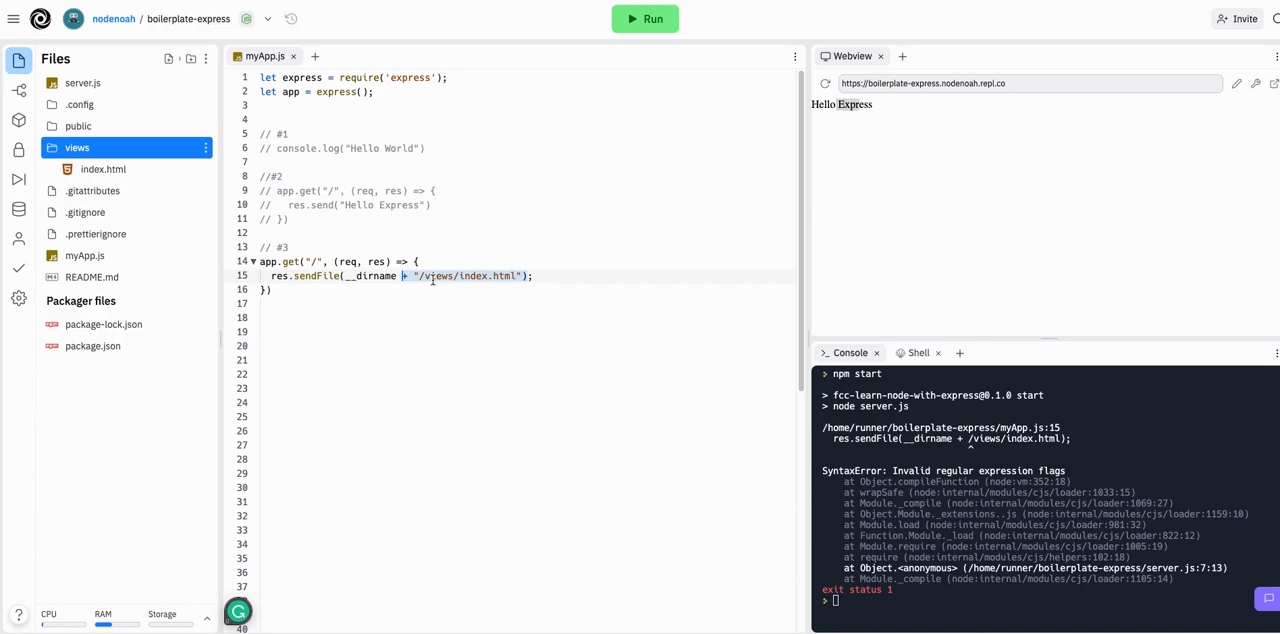 nodenoah / boilerplate-express
Run
Invite
Files
server.js
.config
public
views
index.html
.gitattributes
.gitignore
.prettierignore
myApp.js
README.md
Packager files
package-lock.json
package.json
CPU
RAM
Storage
myApp.js
1 let express = require('express');
2 let app = express();
3
4
5 // #1
6 // console.log("Hello World")
7
8 //#2
9 // app.get("/", (req, res) => {
10 //   res.send("Hello Express")
11 // })
12
13 // #3
14 app.get("/", (req, res) => {
15   res.sendFile(__dirname + "/views/index.html");
16 })
17
18
19
20
21
22
23
24
25
26
27
28
29
30
31
32
33
34
35
36
37
40
Webview
https://boilerplate-express.nodenoah.repl.co
Hello Express
Console
Shell
> npm start
> fcc-learn-node-with-express@0.1.0 start
> node server.js
/home/runner/boilerplate-express/myApp.js:15
  res.sendFile(__dirname + /views/index.html);
^
SyntaxError: Invalid regular expression flags
    at Object.compileFunction (node:vm:352:18)
    at wrapSafe (node:internal/modules/cjs/loader:1033:15)
    at Module._compile (node:internal/modules/cjs/loader:1069:27)
    at Object.Module._extensions..js (node:internal/modules/cjs/loader:1159:10)
    at Module.load (node:internal/modules/cjs/loader:981:32)
    at Function.Module._load (node:internal/modules/cjs/loader:822:12)
    at Module.require (node:internal/modules/cjs/loader:1005:19)
    at require (node:internal/modules/cjs/helpers:102:18)
    at Object.<anonymous> (/home/runner/boilerplate-express/server.js:7:13)
    at Module._compile (node:internal/modules/cjs/loader:1105:14)
exit status 1
>